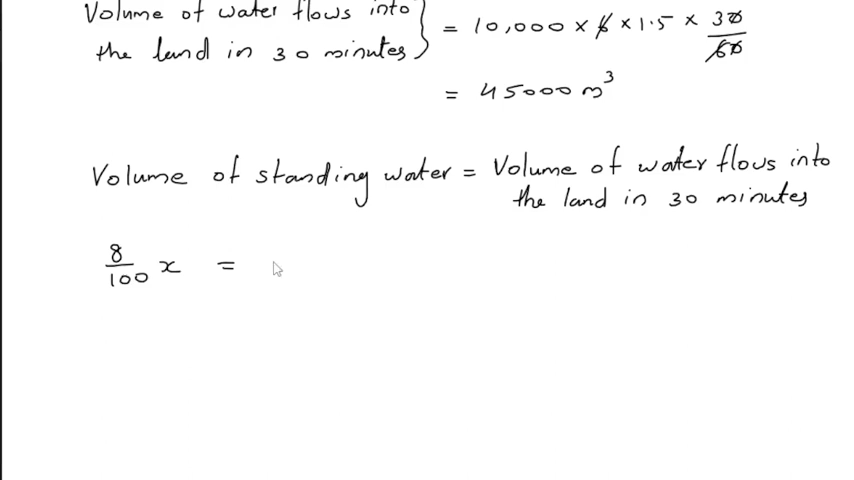 Volume of water flows into
the land in 30 minutes } = 10,000 × 6 × 1.5 × 30/60
= 45000 m³
Volume of standing water = Volume of water flows into
the land in 30 minutes
8/100 x =